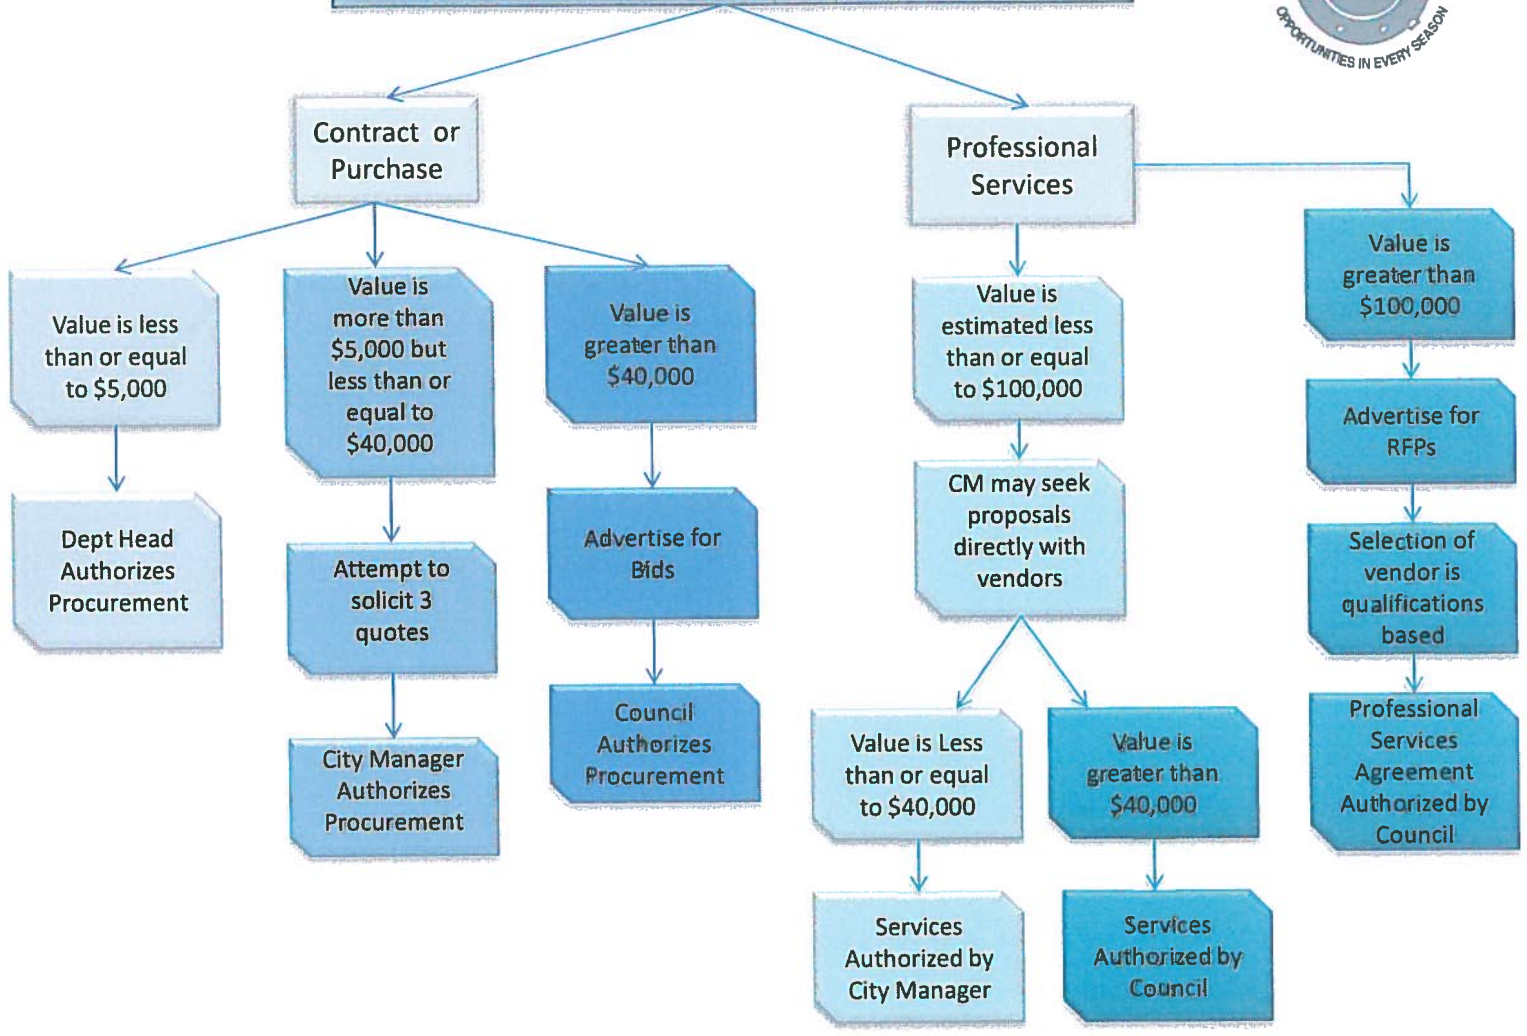 OPPORTUNITIES IN EVERY SEASON
Contract or
Purchase
Professional
Services
Value is less
than or equal
to $5,000
Dept Head
Authorizes
Procurement
Value is
more than
$5,000 but
less than or
equal to
$40,000
Attempt to
solicit 3
quotes
City Manager
Authorizes
Procurement
Value is
greater than
$40,000
Advertise for
Bids
Council
Authorizes
Procurement
Value is
estimated less
than or equal
to $100,000
CM may seek
proposals
directly with
vendors
Value is Less
than or equal
to $40,000
Services
Authorized by
City Manager
Value is
greater than
$40,000
Services
Authorized by
Council
Value is
greater than
$100,000
Advertise for
RFPs
Selection of
vendor is
qualifications
based
Professional
Services
Agreement
Authorized by
Council